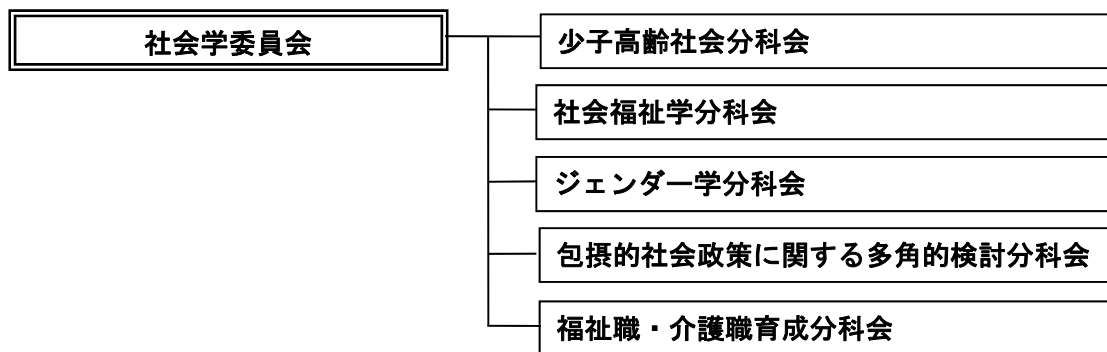 社会学委員会
少子高齢社会分科会
社会福祉学分科会
ジェンダー学分科会
包摂的社会政策に関する多角的検討分科会
福祉職・介護職育成分科会